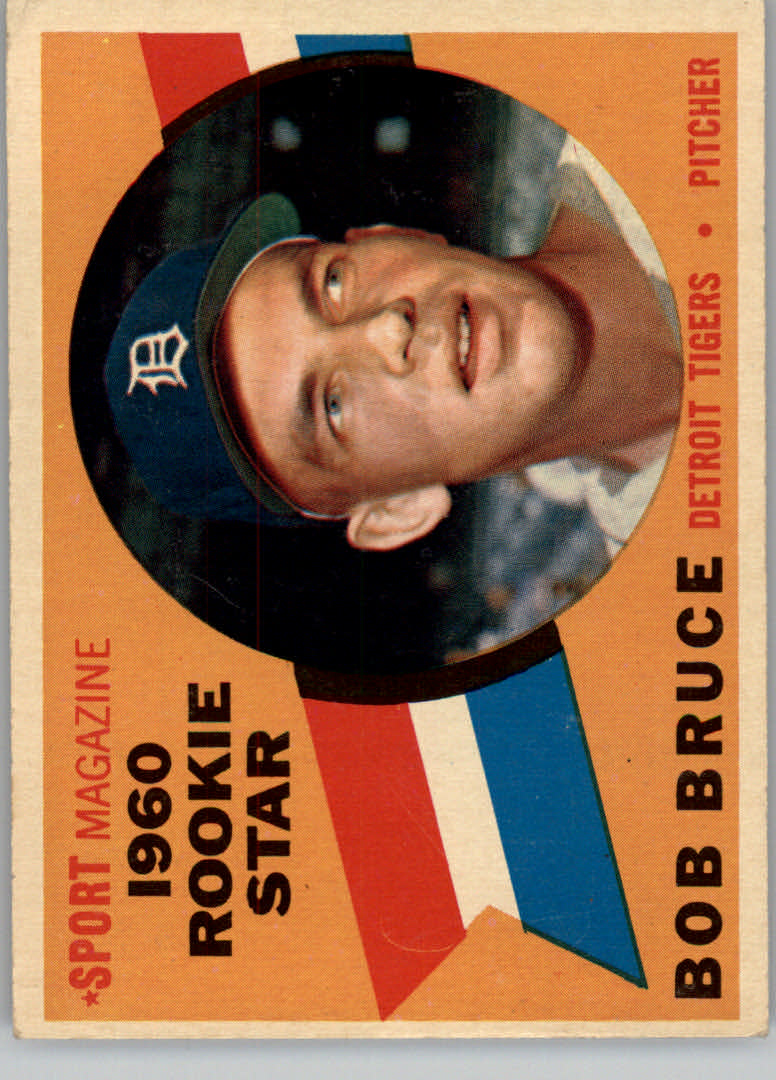 *SPORT MAGAZINE
1960
ROOKIE
STAR
D
BOB BRUCE DETROIT TIGERS • PITCHER